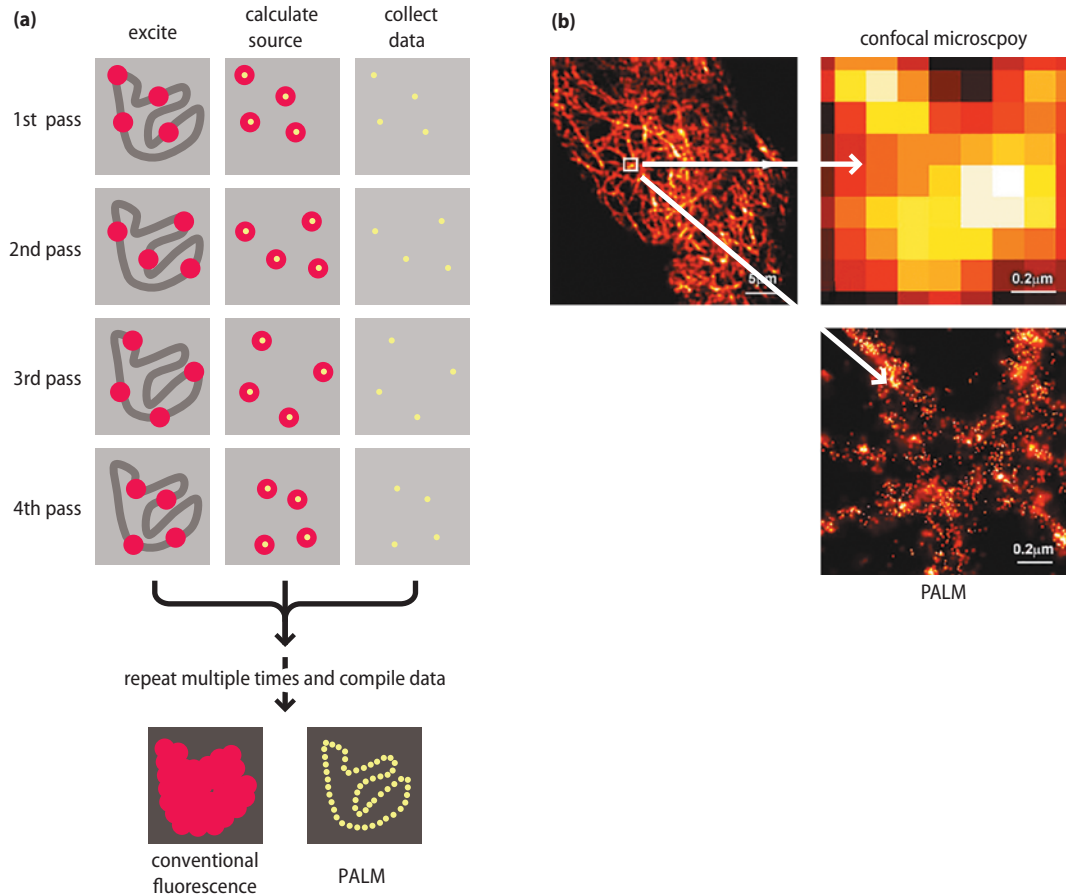 (a)
excite
calculate
source
collect
data
1st pass
2nd pass
3rd pass
4th pass
repeat multiple times and compile data
conventional
fluorescence
PALM
(b)
confocal microscpoy
5µm
0.2µm
0.2µm
PALM